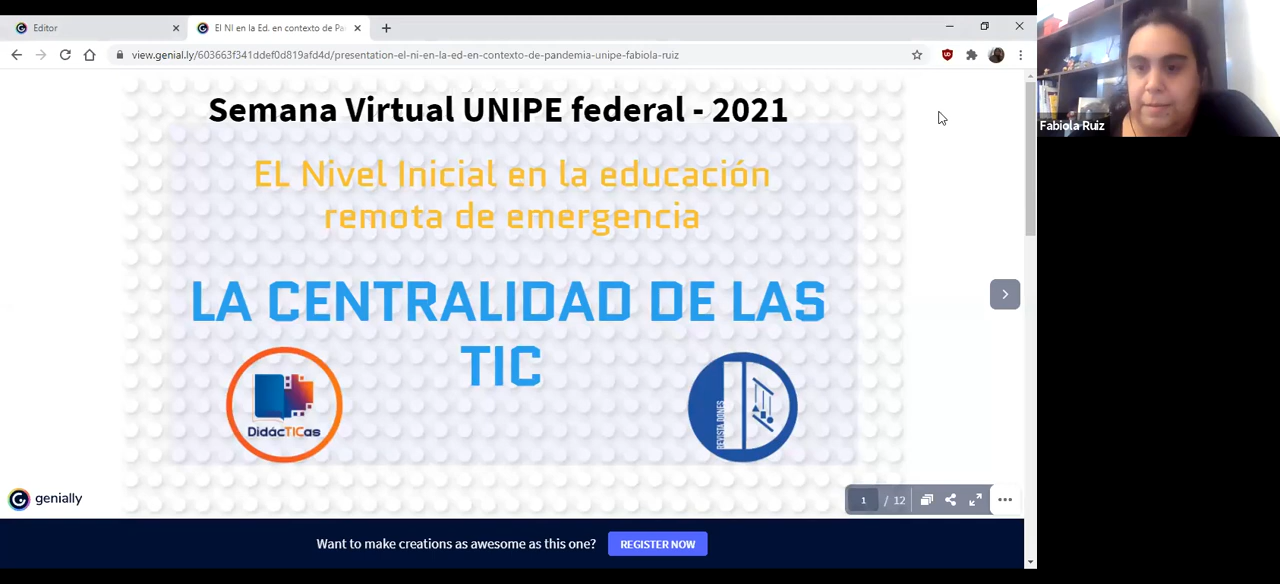 Editor
El NI en la Ed. en contexto de Pan
view.genial.ly/603663f341ddef0d819afd4d/presentation-el-ni-en-la-ed-en-contexto-de-pandemia-unipe-fabiola-ruiz
Semana Virtual UNIPE federal - 2021
EL Nivel Inicial en la educación
remota de emergencia
LA CENTRALIDAD DE LAS
TIC
DidácTICas
REVISTA DONES
genially
1 / 12
Want to make creations as awesome as this one?
REGISTER NOW
Fabiola Ruiz